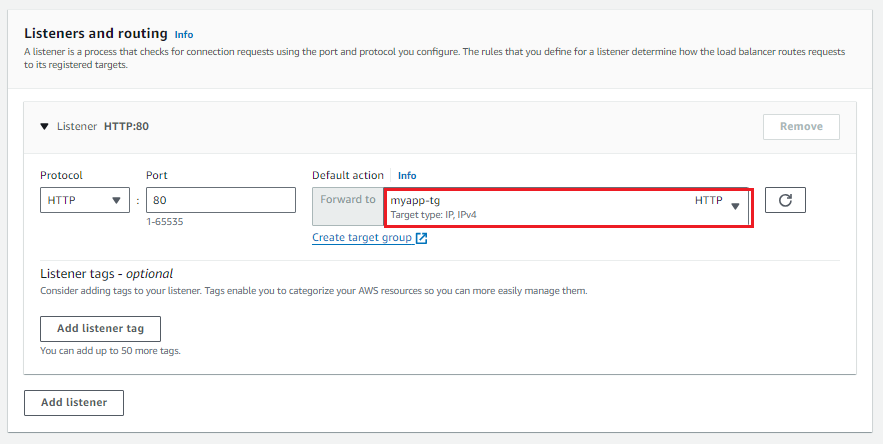 Listeners and routing Info
A listener is a process that checks for connection requests using the port and protocol you configure. The rules that you define for a listener determine how the load balancer routes requests
to its registered targets.
Listener HTTP:80
Remove
Protocol Port Default action Info
HTTP : 80 Forward to myapp-tg HTTP
Target type: IP, IPv4
1-65535
Create target group
Listener tags - optional
Consider adding tags to your listener. Tags enable you to categorize your AWS resources so you can more easily manage them.
Add listener tag
You can add up to 50 more tags.
Add listener